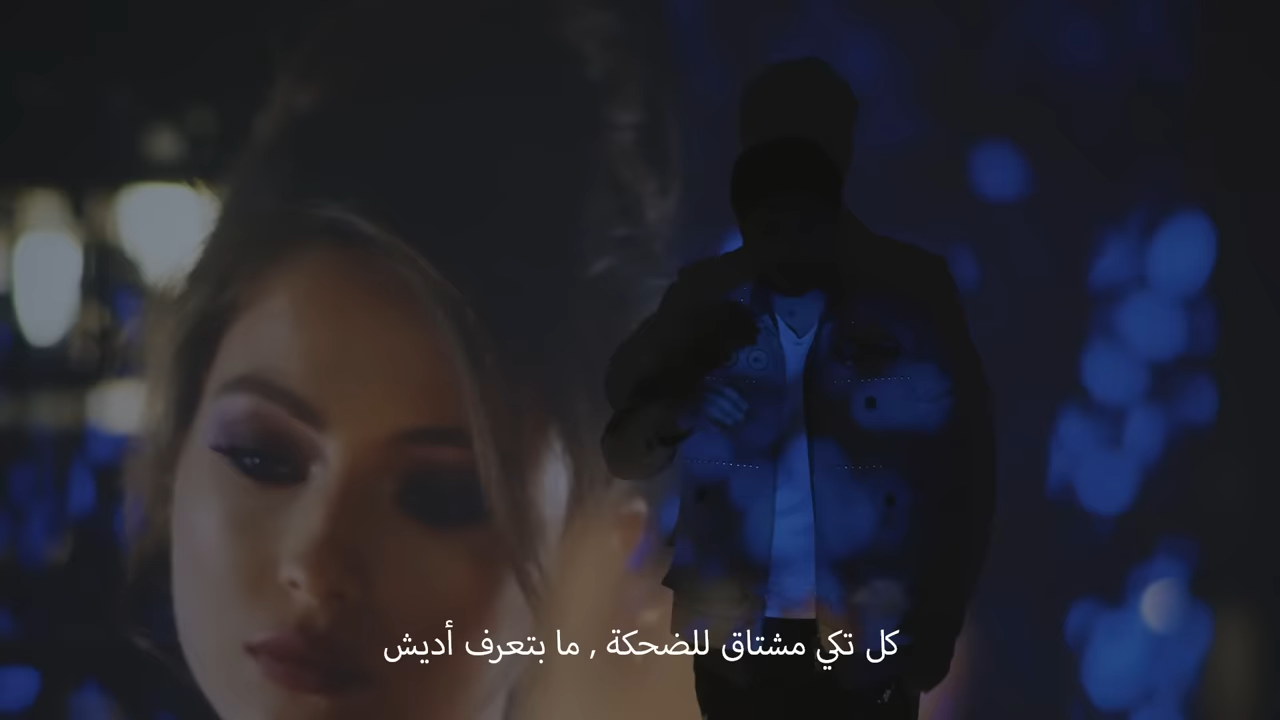 كل تكي مشتاق للضحكة , ما بتعرف أديش